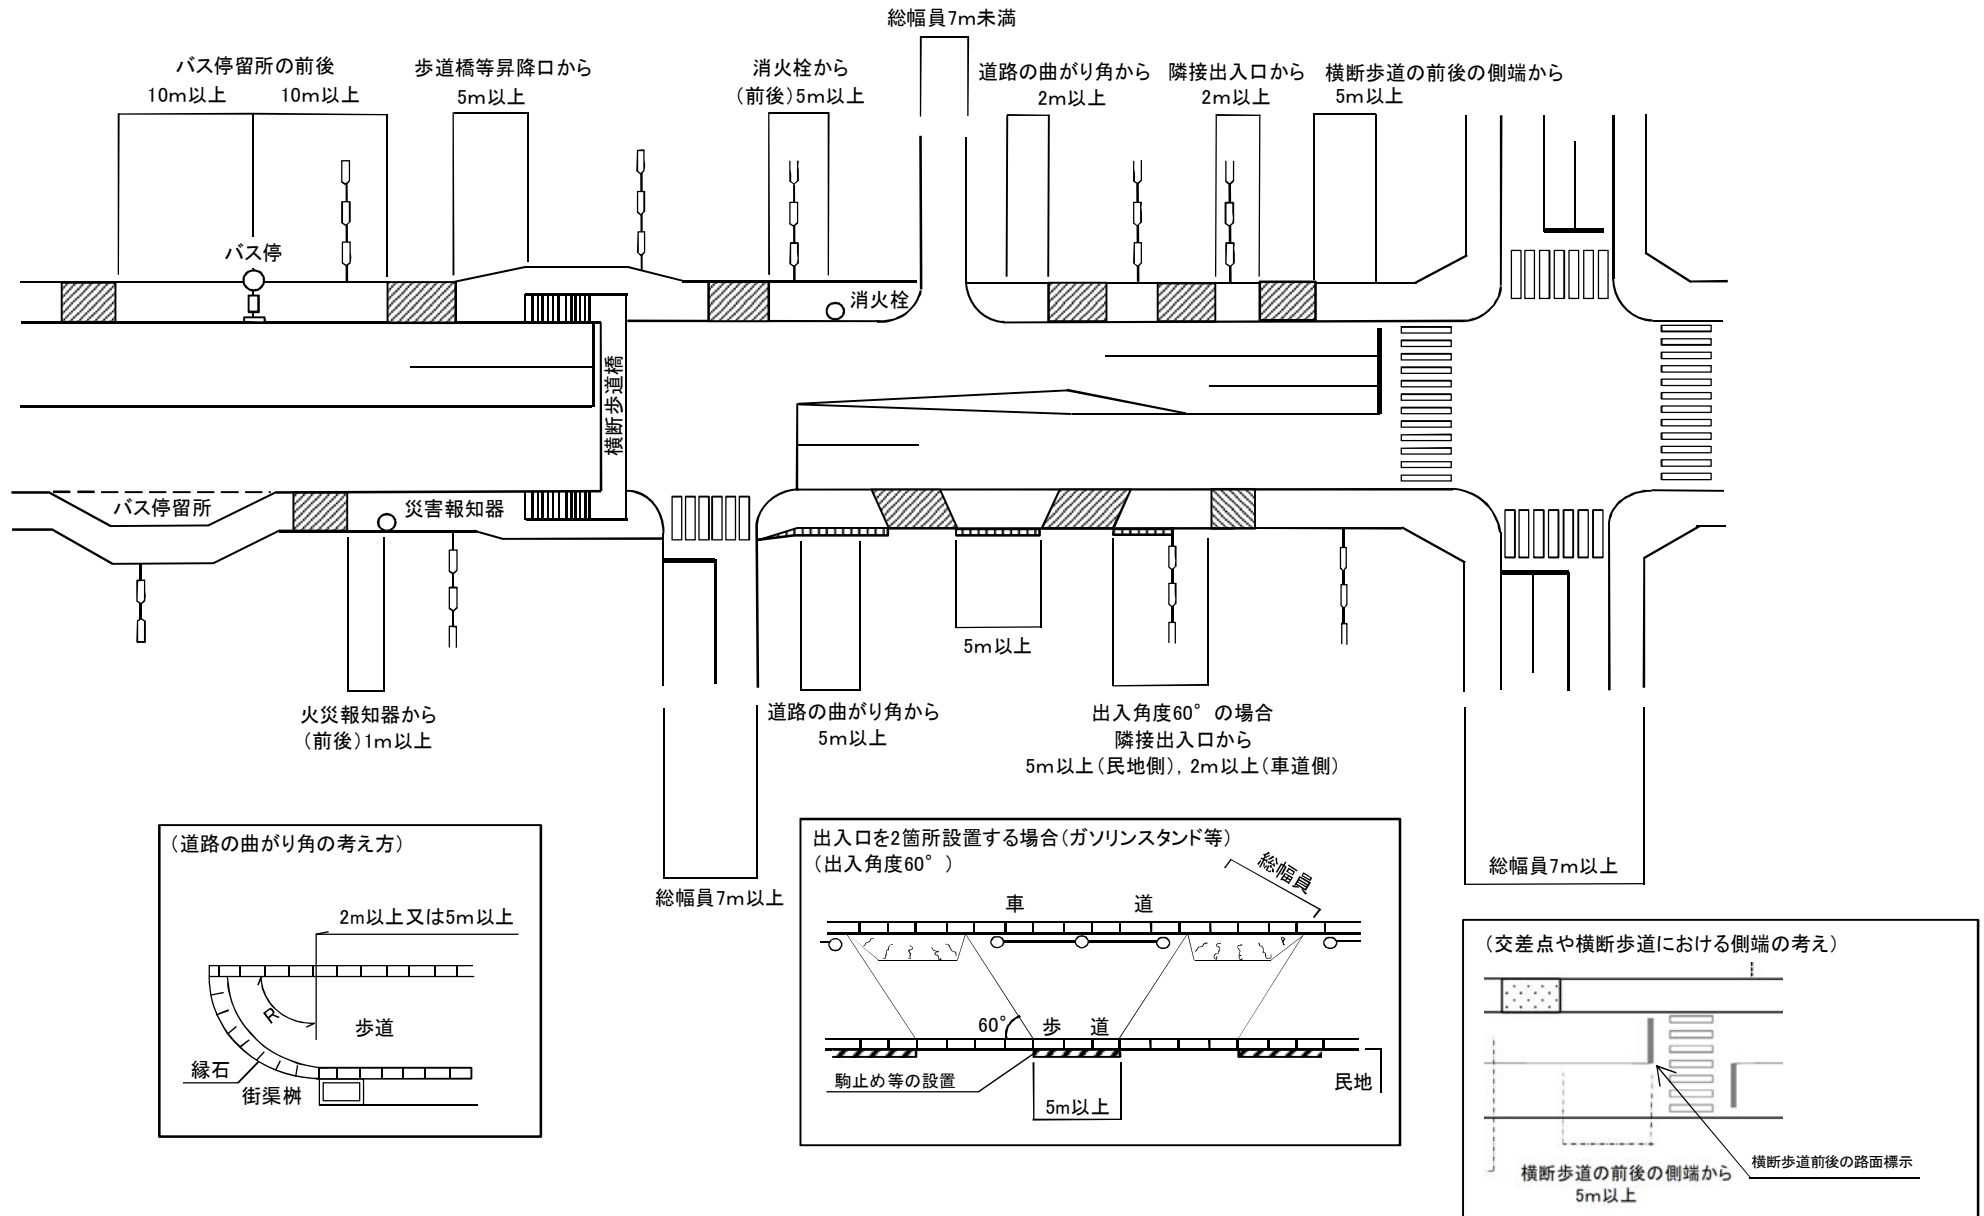 総幅員7m未満
バス停留所の前後
10m以上 10m以上
歩道橋等昇降口から
5m以上
消火栓から
(前後)5m以上
道路の曲がり角から
2m以上
隣接出入口から
2m以上
横断歩道の前後の側端から
5m以上
バス停
消火栓
横断歩道橋
バス停留所
災害報知器
火災報知器から
(前後)1m以上
総幅員7m以上
道路の曲がり角から
5m以上
5m以上
出入角度60°の場合
隣接出入口から
5m以上(民地側), 2m以上(車道側)
総幅員7m以上
(道路の曲がり角の考え方)
2m以上又は5m以上
R
歩道
縁石
街渠桝
出入口を2箇所設置する場合(ガソリンスタンド等)
(出入角度60°)
総幅員
車 道
60°
歩 道
駒止め等の設置
5m以上
民地
(交差点や横断歩道における側端の考え)
横断歩道前後の路面標示
横断歩道の前後の側端から
5m以上